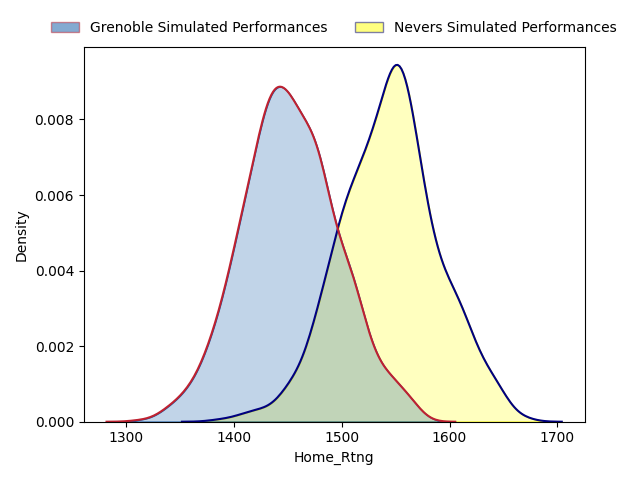 Grenoble Simulated Performances Nevers Simulated Performances
0.008
0.006
0.004
0.002
0.000
Density
1300 1400 1500 1600 1700
Home_Rtng